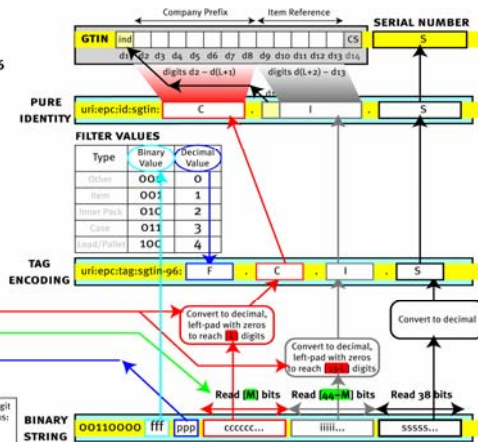 Company Prefix Item Reference
SERIAL NUMBER
GTIN ind CS S
d1 d2 d3 d4 d5 d6 d7 d8 d9 d10 d11 d12 d13 d14
digits d2 – d(L+1) digits d(L+2) – d13
PURE IDENTITY
uri:epc:id:sgtin: C . I . S
FILTER VALUES
Type Binary Value Decimal Value
Other 000 0
Item 001 1
Inner Pack 010 2
Case 011 3
Load/Pallet 100 4
TAG ENCODING
uri:epc:tag:sgtin-96: F . C . I . S
Convert to decimal,
left-pad with zeros
to reach [L] digits
Convert to decimal
Convert to decimal,
left-pad with zeros
to reach digits
Read [M] bits Read [44-M] bits Read 38 bits
BINARY STRING
00110000 fff ppp cccccc... iiiii... sssss...